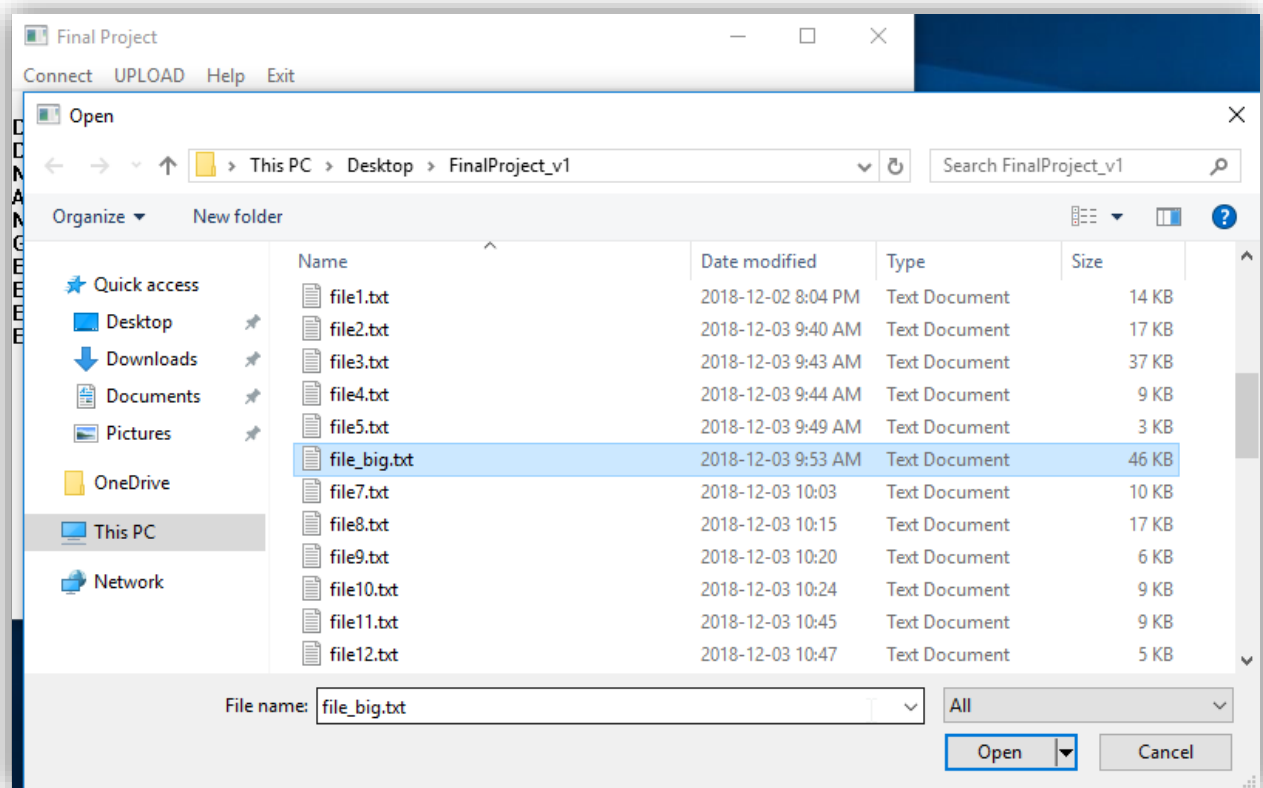 Final Project
Connect UPLOAD Help Exit
Open
This PC > Desktop > FinalProject_v1
Search FinalProject_v1
Organize
New folder
Name Date modified Type Size
Quick access
Desktop
Downloads
Documents
Pictures
OneDrive
This PC
Network
file1.txt 2018-12-02 8:04 PM Text Document 14 KB
file2.txt 2018-12-03 9:40 AM Text Document 17 KB
file3.txt 2018-12-03 9:43 AM Text Document 37 KB
file4.txt 2018-12-03 9:44 AM Text Document 9 KB
file5.txt 2018-12-03 9:49 AM Text Document 3 KB
file_big.txt 2018-12-03 9:53 AM Text Document 46 KB
file7.txt 2018-12-03 10:03 Text Document 10 KB
file8.txt 2018-12-03 10:15 Text Document 17 KB
file9.txt 2018-12-03 10:20 Text Document 6 KB
file10.txt 2018-12-03 10:24 Text Document 9 KB
file11.txt 2018-12-03 10:45 Text Document 9 KB
file12.txt 2018-12-03 10:47 Text Document 5 KB
File name: file_big.txt
All
Open
Cancel